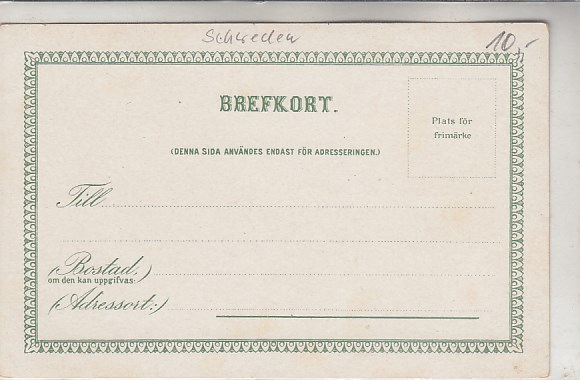 Schweden
10,-
BREFKORT.
Plats för
frimärke
(DENNA SIDA ANVÄNDES ENDAST FÖR ADRESSERINGEN.)
Till
(Bostad.)
om den kan uppgifvas:
(Adressort:)